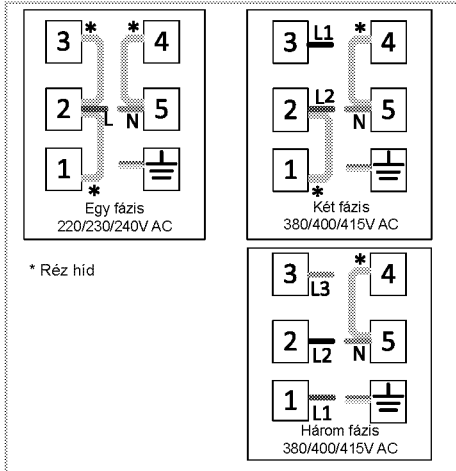 3 * * 4
2 L N 5
1 *
Egy fázis
220/230/240V AC
3 L1 * 4
2 L2 N 5
1 *
Két fázis
380/400/415V AC
* Réz híd
3 L3 * 4
2 L2 N 5
1 L1
Három fázis
380/400/415V AC